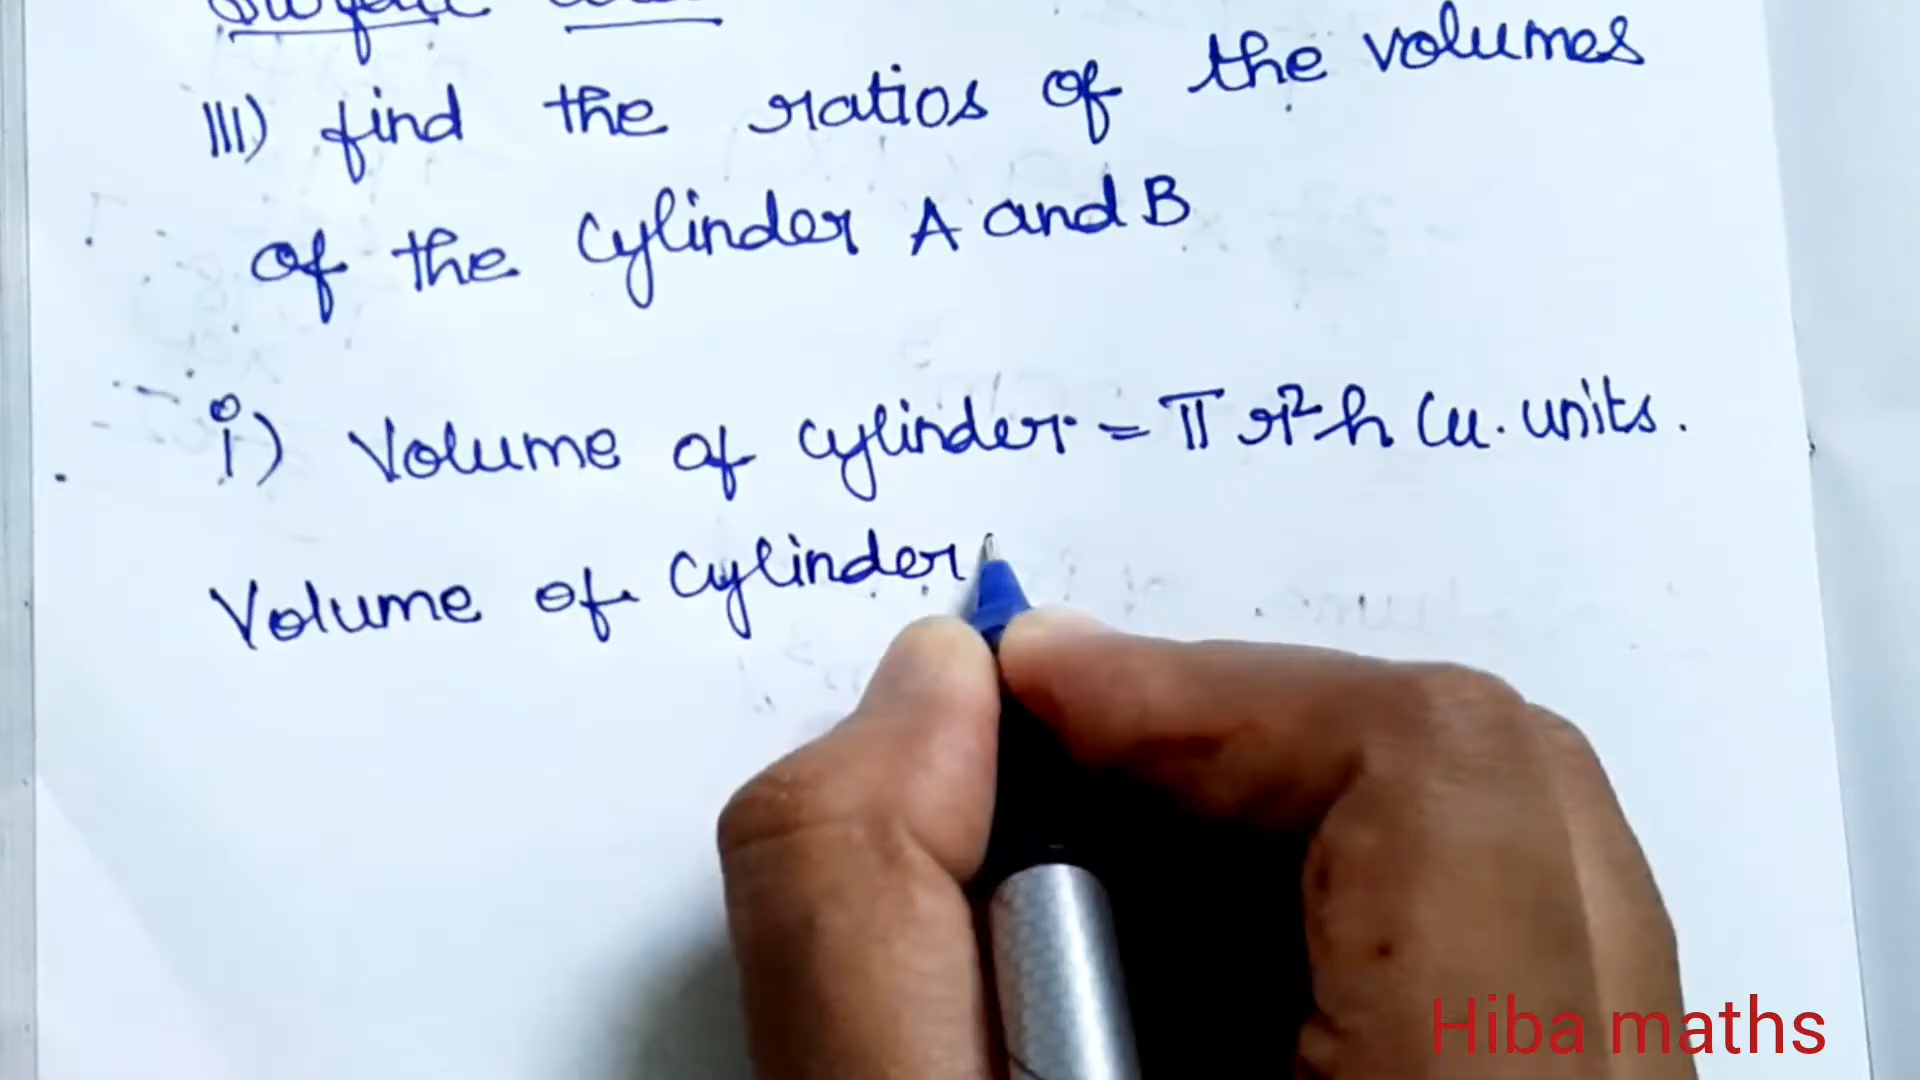 III) find the ratios of the volumes
of the cylinder A and B
i) Volume of cylinder = π r² h cu. units.
Volume of cylinder
Hiba maths